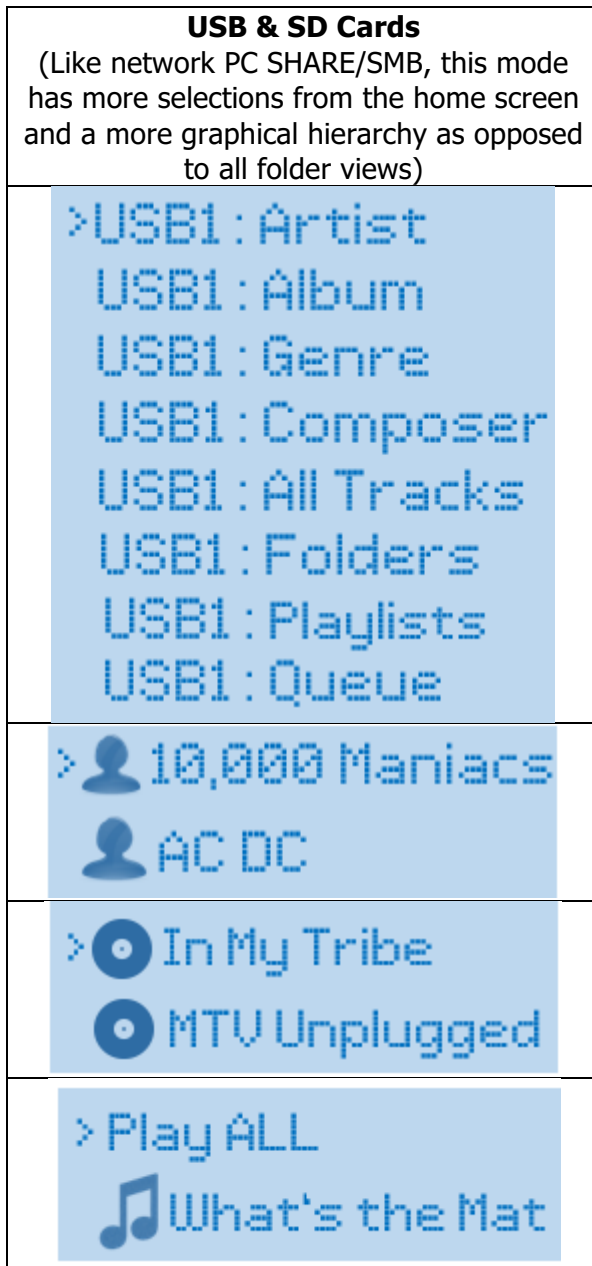 USB & SD Cards
(Like network PC SHARE/SMB, this mode
has more selections from the home screen
and a more graphical hierarchy as opposed
to all folder views)
>USB1 : Artist
USB1 : Album
USB1 : Genre
USB1 : Composer
USB1 : All Tracks
USB1 : Folders
USB1 : Playlists
USB1 : Queue
>10,000 Maniacs
AC DC
>In My Tribe
MTV Unplugged
> Play ALL
What's the Mat